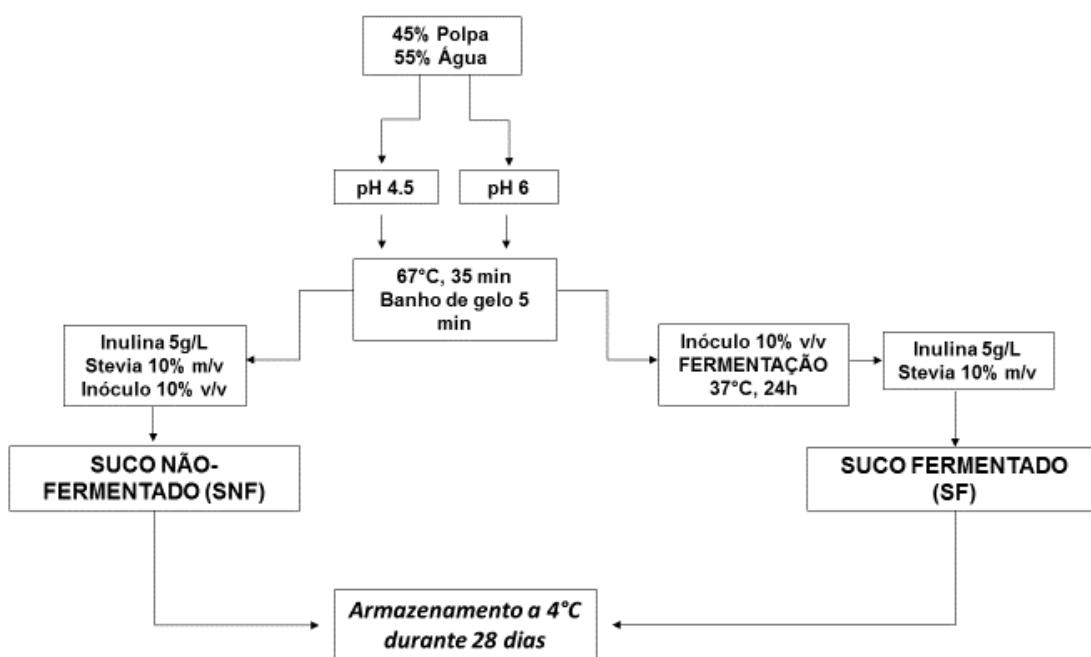 45% Polpa
55% Água
pH 4.5
pH 6
67°C, 35 min
Banho de gelo 5
min
Inulina 5g/L
Stevia 10% m/v
Inóculo 10% v/v
Inóculo 10% v/v
FERMENTAÇÃO
37°C, 24h
Inulina 5g/L
Stevia 10% m/v
SUCO NÃO-
FERMENTADO (SNF)
SUCO FERMENTADO
(SF)
Armazenamento a 4°C
durante 28 dias